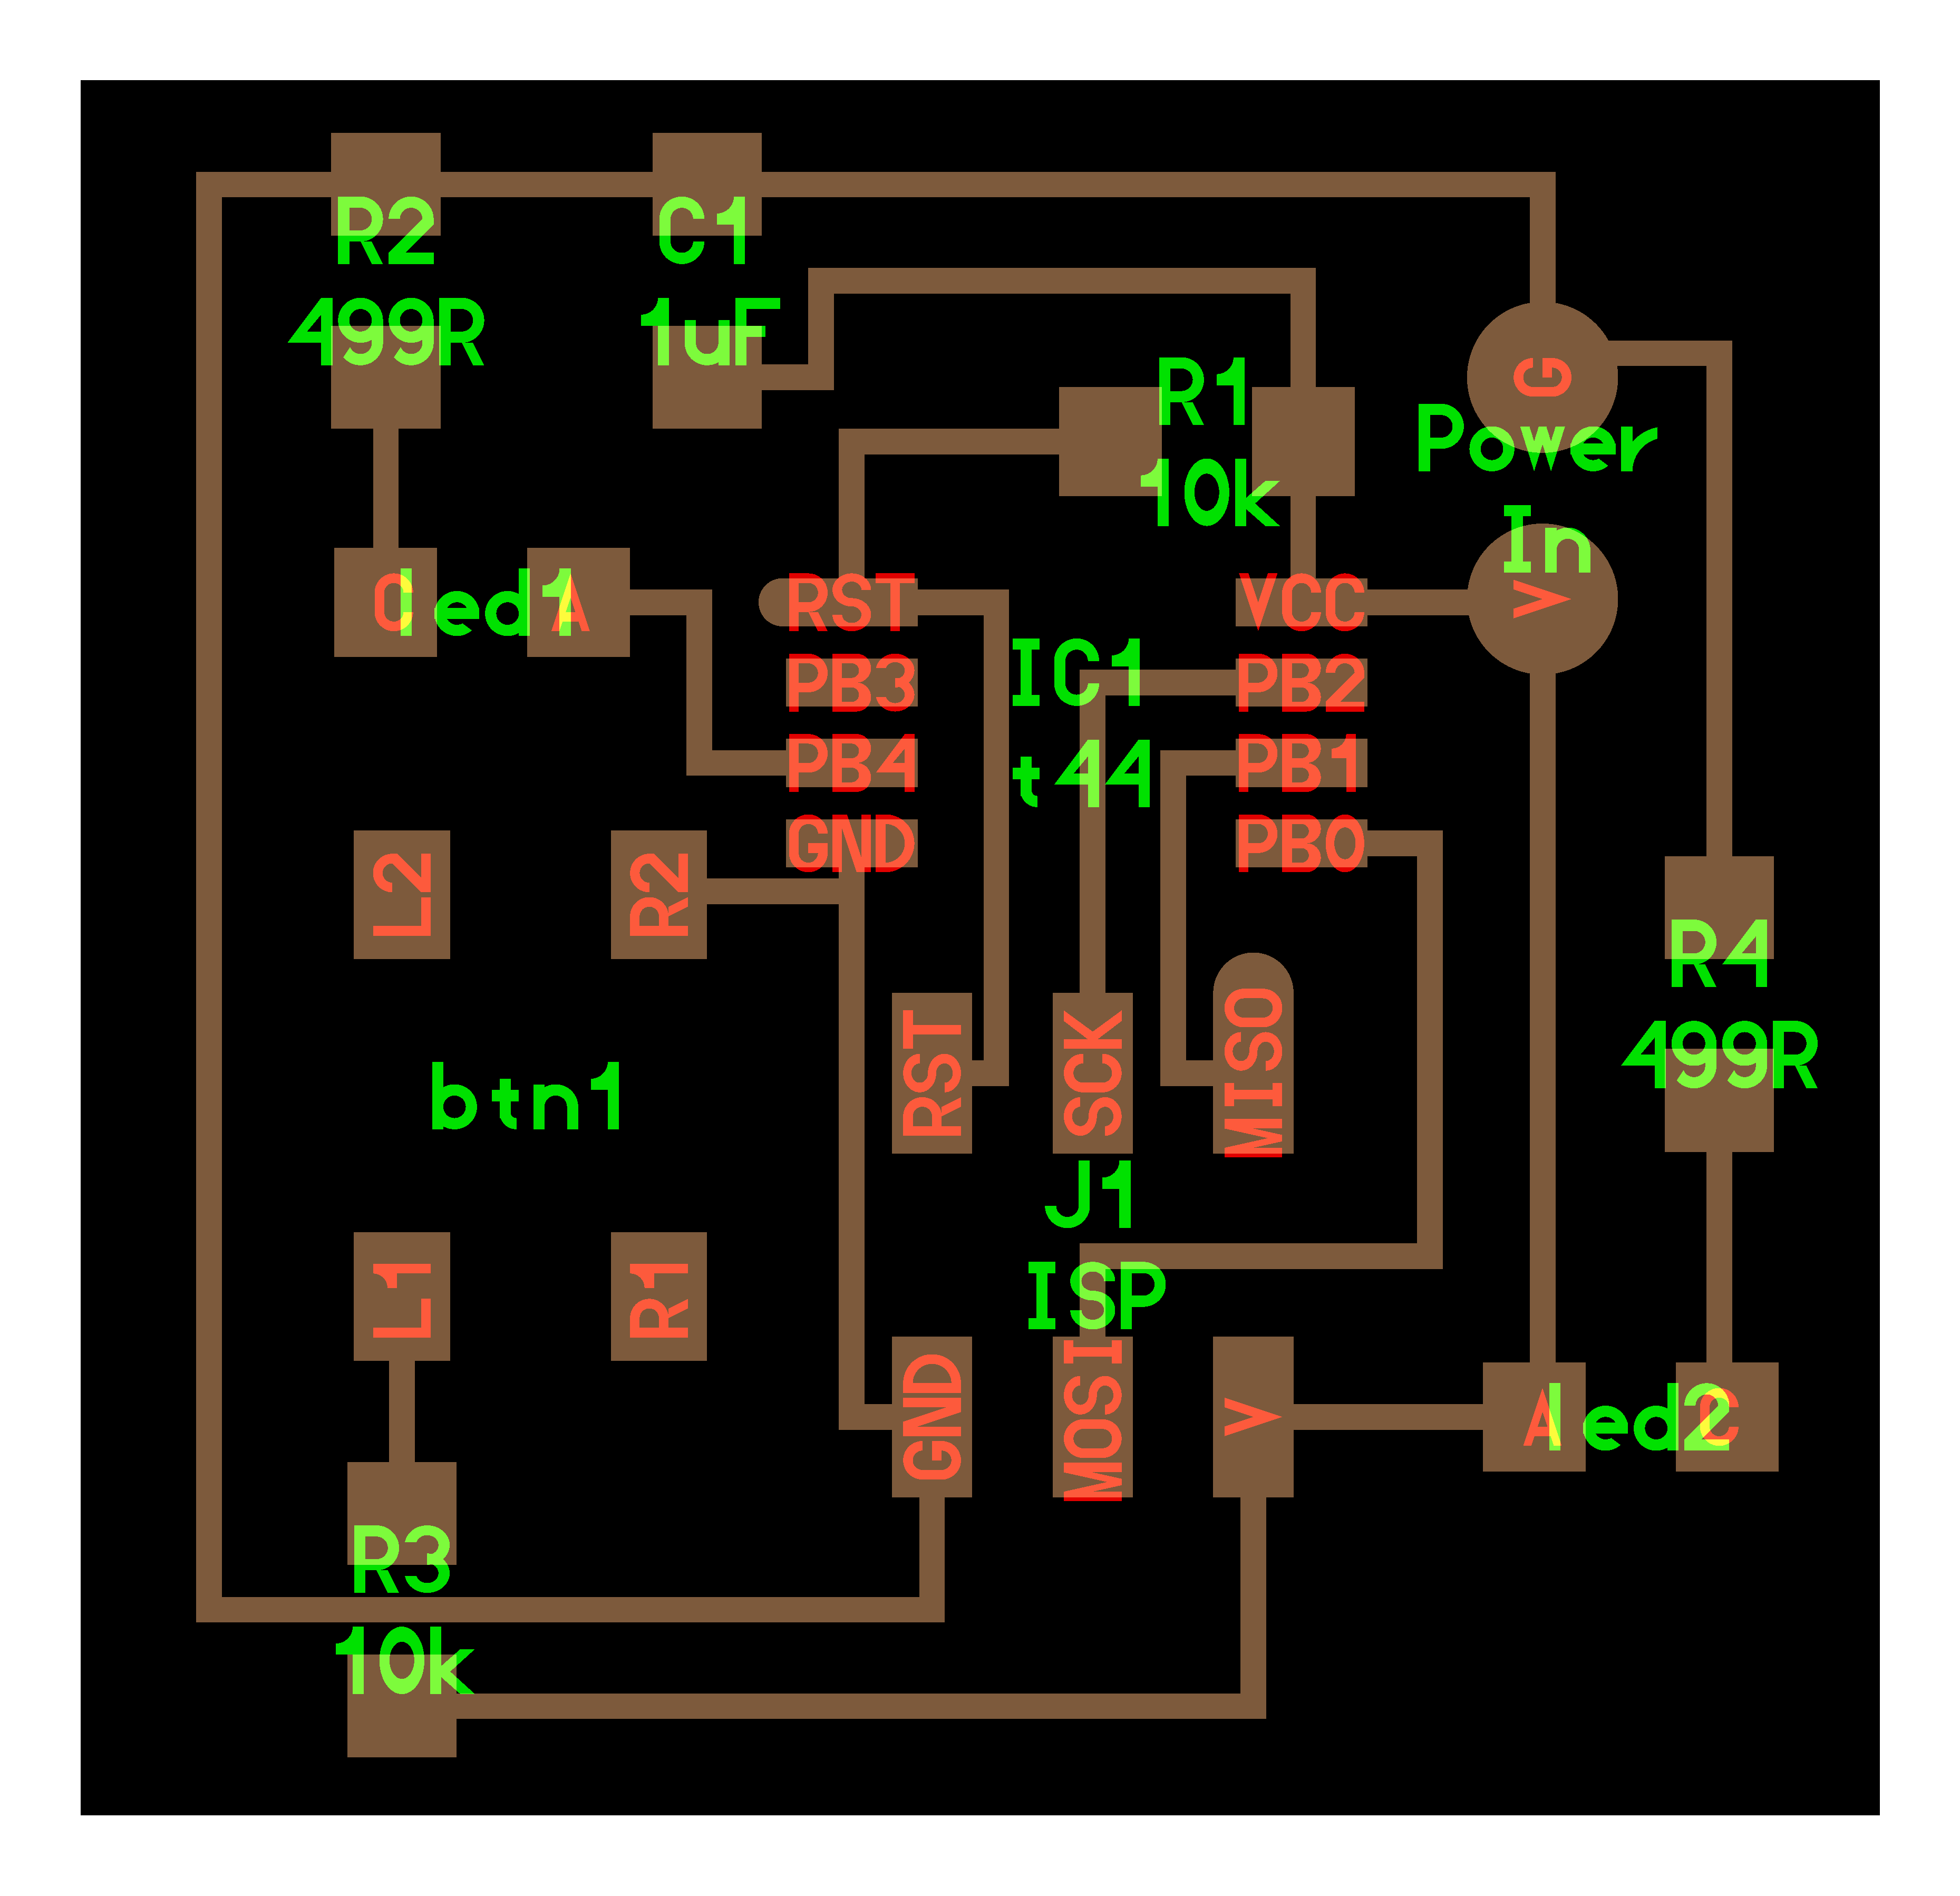 R2
499R
C1
1uF
R1
10k
G
Power
In
V
C led1 A
RST
PB3
PB4
GND
IC1
t44
VCC
PB2
PB1
PB0
L2
R2
btn1
L1
R1
RST
SCK
MISO
J1
ISP
GND
MOSI
V
R4
499R
A led2 C
R3
10k